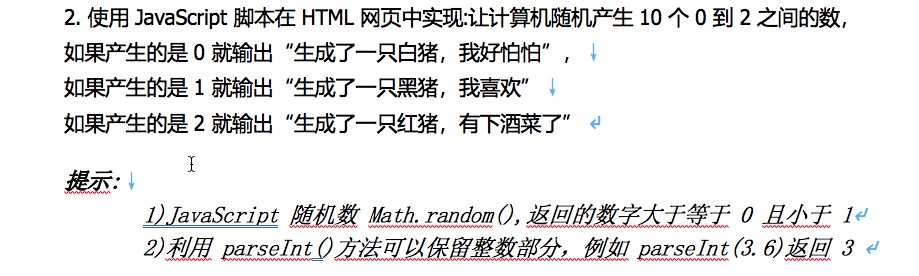 2. 使用 JavaScript 脚本在 HTML 网页中实现:让计算机随机产生 10 个 0 到 2 之间的数，
如果产生的是 0 就输出“生成了一只白猪，我好怕怕”，
如果产生的是 1 就输出“生成了一只黑猪，我喜欢”
如果产生的是 2 就输出“生成了一只红猪，有下酒菜了”
提示:
1)JavaScript 随机数 Math.random(),返回的数字大于等于 0 且小于 1
2)利用 parseInt()方法可以保留整数部分，例如 parseInt(3.6)返回 3